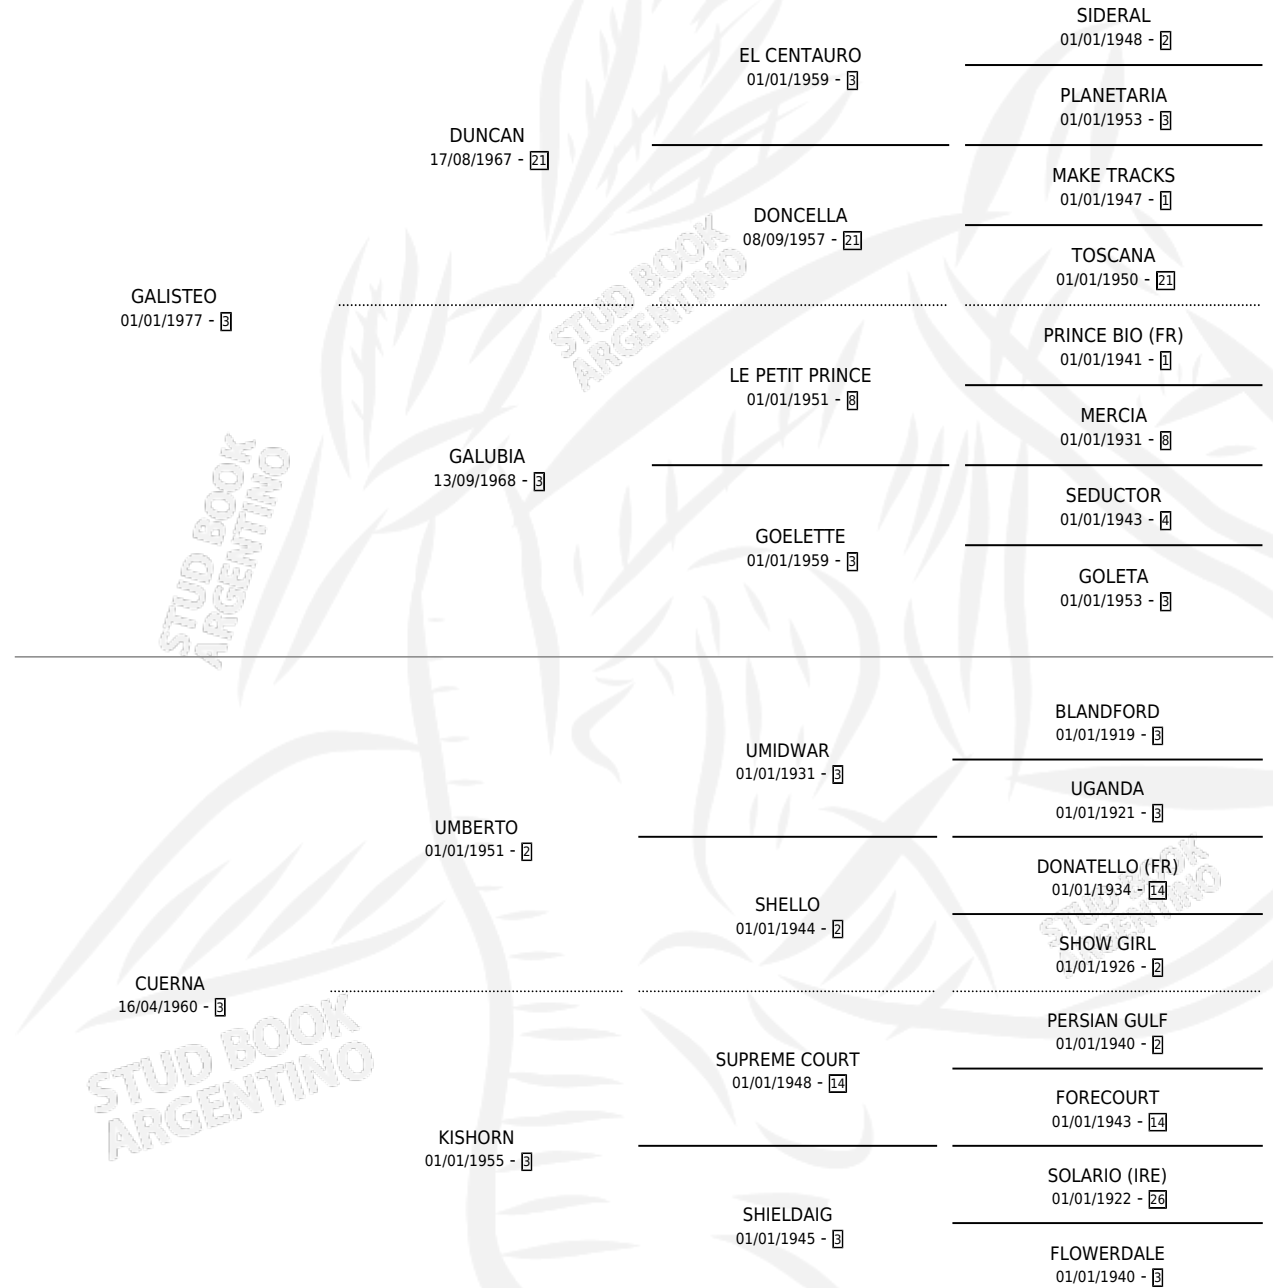 SIDERAL
01/01/1948 - 2
EL CENTAURO
01/01/1959 - 3
PLANETARIA
01/01/1953 - 3
DUNCAN
17/08/1967 - 21
MAKE TRACKS
01/01/1947 - 1
DONCELLA
08/09/1957 - 21
TOSCANA
01/01/1950 - 21
GALISTEO
01/01/1977 - 3
PRINCE BIO (FR)
01/01/1941 - 1
LE PETIT PRINCE
01/01/1951 - 8
MERCIA
01/01/1931 - 8
GALUBIA
13/09/1968 - 3
SEDUCTOR
01/01/1943 - 4
GOELETTE
01/01/1959 - 3
GOLETA
01/01/1953 - 3
BLANDFORD
01/01/1919 - 3
UMIDWAR
01/01/1931 - 3
UGANDA
01/01/1921 - 3
UMBERTO
01/01/1951 - 2
DONATELLO (FR)
01/01/1934 - 14
SHELLO
01/01/1944 - 2
SHOW GIRL
01/01/1926 - 2
CUERNA
16/04/1960 - 3
PERSIAN GULF
01/01/1940 - 2
SUPREME COURT
01/01/1948 - 14
FORECOURT
01/01/1943 - 14
KISHORN
01/01/1955 - 3
SOLARIO (IRE)
01/01/1922 - 26
SHIELDAIG
01/01/1945 - 3
FLOWERDALE
01/01/1940 - 3
STUD BOOK
ARGENTINO
STUD BOOK
ARGENTINO
STUD BOOK
ARGENTINO
STUD BOOK
ARGENTINO